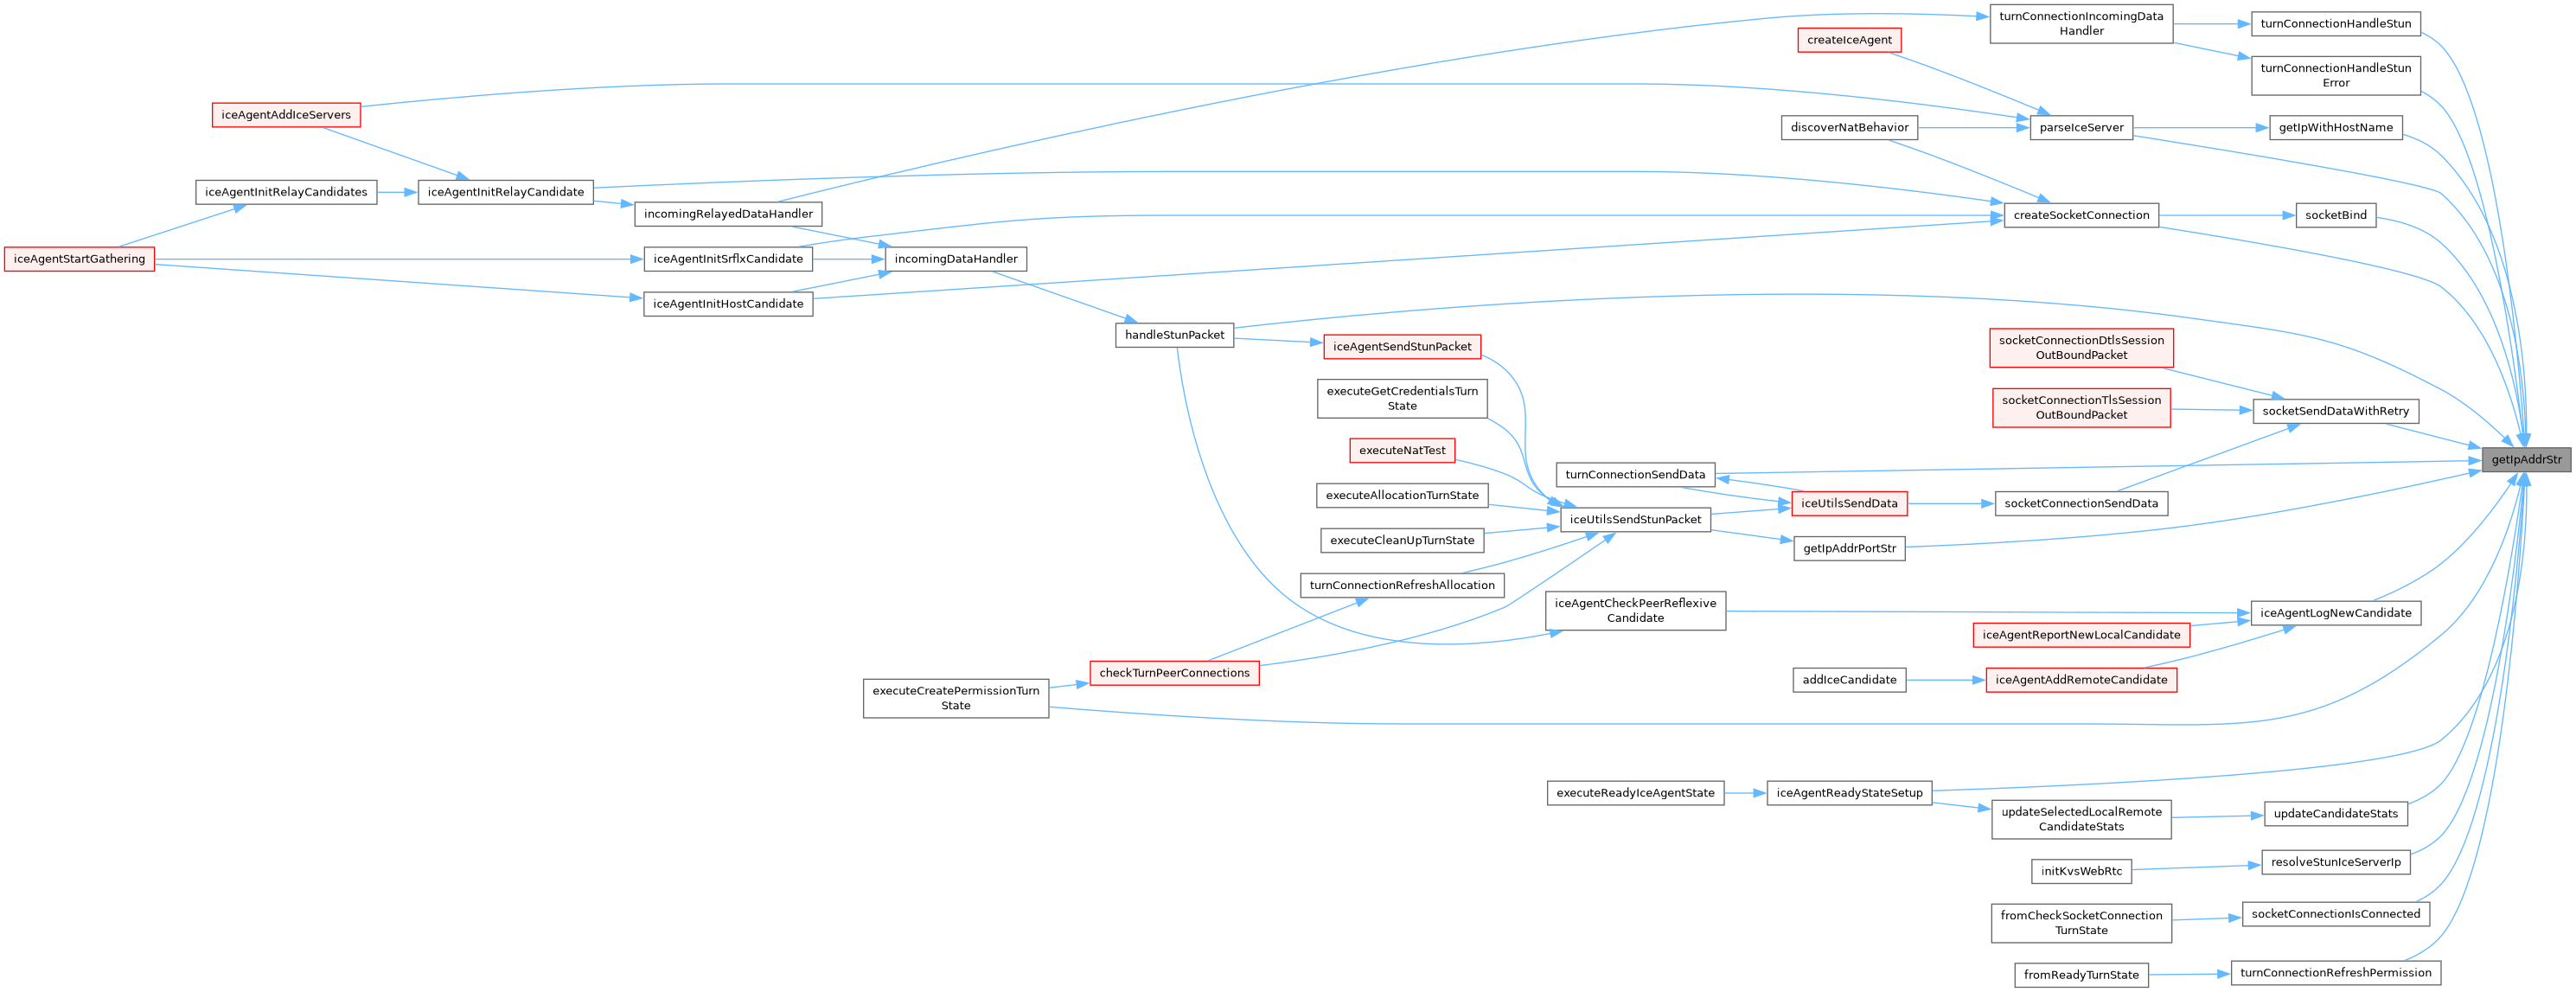 turnConnectionIncomingData
Handler
turnConnectionHandleStun
createIceAgent
turnConnectionHandleStun
Error
iceAgentAddIceServers
discoverNatBehavior
parseIceServer
getIpWithHostName
iceAgentInitRelayCandidates
iceAgentInitRelayCandidate
incomingRelayedDataHandler
createSocketConnection
socketBind
iceAgentStartGathering
iceAgentInitSrflxCandidate
incomingDataHandler
iceAgentInitHostCandidate
handleStunPacket
iceAgentSendStunPacket
socketConnectionDtlsSession
OutBoundPacket
executeGetCredentialsTurn
State
socketConnectionTlsSession
OutBoundPacket
socketSendDataWithRetry
executeNatTest
getIpAddrStr
turnConnectionSendData
executeAllocationTurnState
iceUtilsSendData
socketConnectionSendData
iceUtilsSendStunPacket
executeCleanUpTurnState
getIpAddrPortStr
turnConnectionRefreshAllocation
iceAgentCheckPeerReflexive
Candidate
iceAgentLogNewCandidate
iceAgentReportNewLocalCandidate
checkTurnPeerConnections
addIceCandidate
iceAgentAddRemoteCandidate
executeCreatePermissionTurn
State
executeReadyIceAgentState
iceAgentReadyStateSetup
updateSelectedLocalRemote
CandidateStats
updateCandidateStats
initKvsWebRtc
resolveStunIceServerIp
fromCheckSocketConnection
TurnState
socketConnectionIsConnected
fromReadyTurnState
turnConnectionRefreshPermission